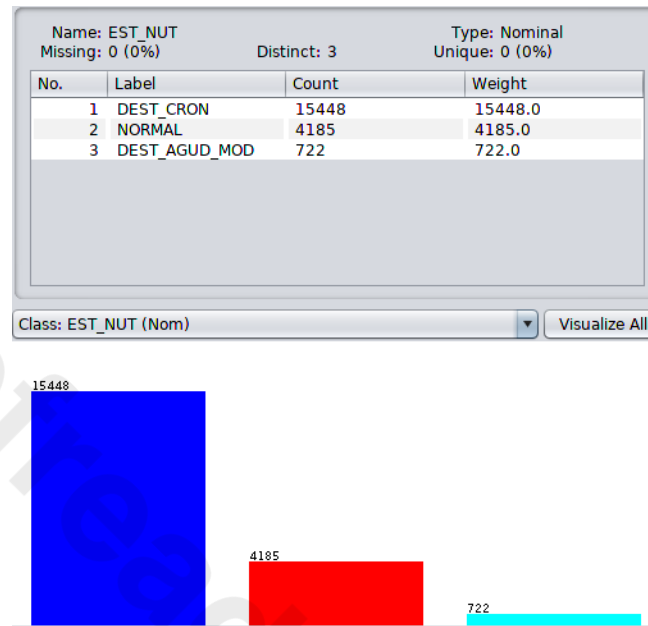 Name: EST_NUT Type: Nominal
Missing: 0 (0%) Distinct: 3 Unique: 0 (0%)
No. Label Count Weight
1 DEST_CRON 15448 15448.0
2 NORMAL 4185 4185.0
3 DEST_AGUD_MOD 722 722.0
Class: EST_NUT (Nom) Visualize All
15448
4185
722